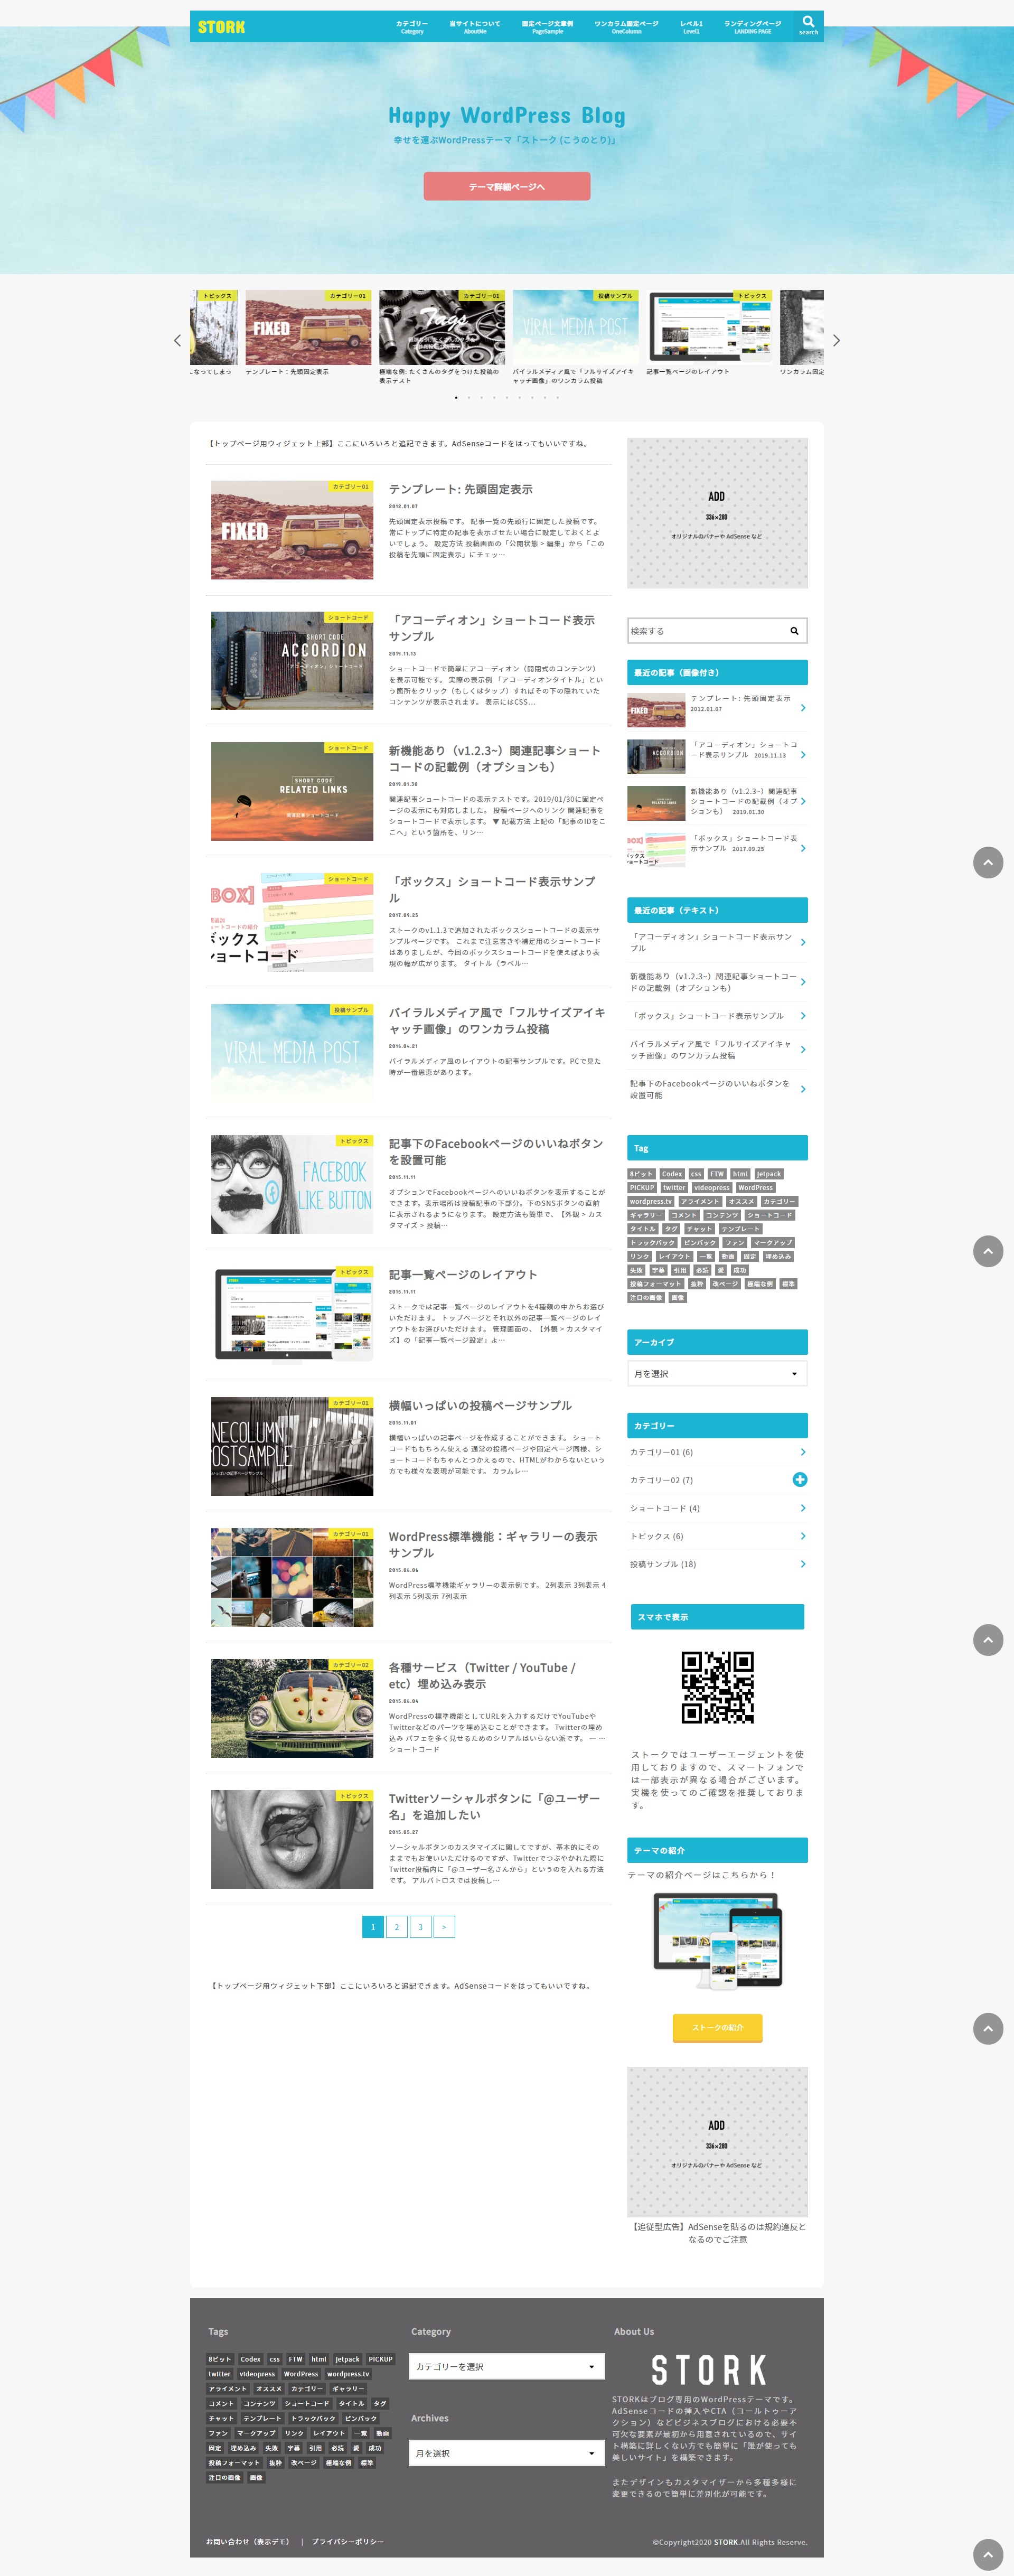 STORK
カテゴリー
Category
当サイトについて
AboutMe
固定ページ文章例
PageSample
ワンカラム固定ページ
OneColumn
レベル1
Level1
ランディングページ
LANDING PAGE
search
Happy WordPress Blog
幸せを運ぶWordPressテーマ「ストーク (こうのとり)」
テーマ詳細ページへ
トピックス
カテゴリー01
カテゴリー01
投稿サンプル
トピックス
FIXED
Tags
VIRAL MEDIA POST
になってしまっ
テンプレート：先頭固定表示
極端な例: たくさんのタグをつけた投稿の
表示テスト
バイラルメディア風で「フルサイズアイキ
ャッチ画像」のワンカラム投稿
記事一覧ページのレイアウト
ワンカラム固定
【トップページ用ウィジェット上部】ここにいろいろと追記できます。AdSenseコードをはってもいいですね。
カテゴリー01
FIXED
テンプレート: 先頭固定表示
2012.01.07
先頭固定表示投稿です。 記事一覧の先頭行に固定した投稿です。
常にトップに特定の記事を表示させたい場合に設定しておくとよ
いでしょう。 設定方法 投稿画面の「公開状態 > 編集」から「この
投稿を先頭に固定表示」にチェッ…
ショートコード
SHORT CODE
ACCORDION
「アコーディオン」ショートコード
「アコーディオン」ショートコード表示
サンプル
2019.11.13
ショートコードで簡単にアコーディオン（開閉式のコンテンツ）
を表示可能です。 実際の表示例 「アコーディオンタイトル」とい
う箇所をクリック（もしくはタップ）すればその下の隠れていた
コンテンツが表示されます。 表示にはCSS…
ショートコード
SHORT CODE
RELATED LINKS
関連記事ショートコード
新機能あり（v1.2.3~）関連記事ショート
コードの記載例（オプションも）
2019.01.30
関連記事ショートコードの表示テストです。2019/01/30に固定ペ
ージの表示にも対応しました。 投稿ページへのリンク 関連記事を
ショートコードで表示します。 ▼ 記載方法 上記の「記事のIDをこ
こへ」という箇所を、リン…
ショートコード
BOX]
ボックス
ショートコード
「ボックス」ショートコード表示サンプ
ル
2017.09.25
ストークのv1.1.3で追加されたボックスショートコードの表示サ
ンプルページです。 これまで注意書きや補足用のショートコード
はありましたが、今回のボックスショートコードを使えばより表
現の幅が広がります。 タイトル（ラベル…
投稿サンプル
VIRAL MEDIA POST
バイラルメディア風で「フルサイズアイキ
ャッチ画像」のワンカラム投稿
2016.04.21
バイラルメディア風のレイアウトの記事サンプルです。PCで見た
時が一番恩恵があります。
トピックス
FACEBOOK
LIKE BUTTON
記事下のFacebookページのいいねボタン
を設置可能
2015.11.11
オプションでFacebookページへのいいねボタンを表示することが
できます。表示場所は投稿記事の下部分。下のSNSボタンの直前
に表示されるようになります。 設定方法も簡単で、【外観 > カス
タマイズ > 投稿…
トピックス
記事一覧ページのレイアウト
2015.11.11
ストークでは記事一覧ページのレイアウトを4種類の中からお選び
いただけます。 トップページとそれ以外の記事一覧ページのレイ
アウトをお選びいただけます。 管理画面の、【外観 > カスタマイ
ズ】の「記事一覧ページ設定」よ…
カテゴリー01
NECOLUMN
OSTSAMPLE
横幅いっぱいの投稿ページサンプル
2015.11.01
横幅いっぱいの記事ページを作成することができます。 ショート
コードももちろん使える 通常の投稿ページや固定ページ同様、シ
ョートコードもちゃんとつかえるので、HTMLがわからないという
方でも様々な表現が可能です。 カラムレ…
カテゴリー01
WordPress標準機能：ギャラリーの表示
サンプル
2015.06.06
WordPress標準機能ギャラリーの表示例です。 2列表示 3列表示 4
列表示 5列表示 7列表示
カテゴリー02
各種サービス（Twitter / YouTube /
etc）埋め込み表示
2015.06.04
WordPressの標準機能としてURLを入力するだけでYouTubeや
Twitterなどのパーツを埋め込むことができます。 Twitterの埋め
込み パフェを多く見せるためのシリアルはいらない派です。 — …
ショートコード
トピックス
Twitterソーシャルボタンに「@ユーザー
名」を追加したい
2015.05.27
ソーシャルボタンのカスタマイズに関してですが、基本的にその
ままでもお使いいただけるのですが、Twitterでつぶやかれた際に
Twitter投稿内に「@ユーザー名さんから」というのを入れる方法
です。 アルバトロスでは投稿し…
1
2
3
>
【トップページ用ウィジェット下部】ここにいろいろと追記できます。AdSenseコードをはってもいいですね。
ADD
336×280
オリジナルのバナーや AdSense など
検索する
最近の記事（画像付き）
テンプレート: 先頭固定表示
2012.01.07
「アコーディオン」ショートコ
ード表示サンプル 2019.11.13
新機能あり（v1.2.3~）関連記事
ショートコードの記載例（オプ
ションも） 2019.01.30
「ボックス」ショートコード表
示サンプル 2017.09.25
最近の記事（テキスト）
「アコーディオン」ショートコード表示サン
プル
新機能あり（v1.2.3~）関連記事ショートコー
ドの記載例（オプションも）
「ボックス」ショートコード表示サンプル
バイラルメディア風で「フルサイズアイキャ
ッチ画像」のワンカラム投稿
記事下のFacebookページのいいねボタンを
設置可能
Tag
8ビット Codex css FTW html jetpack
PICKUP twitter videopress WordPress
wordpress.tv アライメント オススメ カテゴリー
ギャラリー コメント コンテンツ ショートコード
タイトル タグ チャット テンプレート
トラックバック ピンバック ファン マークアップ
リンク レイアウト 一覧 動画 固定 埋め込み
失敗 字幕 引用 必読 愛 成功
投稿フォーマット 抜粋 改ページ 極端な例 標準
注目の画像 画像
アーカイブ
月を選択
カテゴリー
カテゴリー01 (6)
カテゴリー02 (7)
ショートコード (4)
トピックス (6)
投稿サンプル (18)
スマホで表示
ストークではユーザーエージェントを使
用しておりますので、スマートフォンで
は一部表示が異なる場合がございます。
実機を使ってのご確認を推奨しておりま
す。
テーマの紹介
テーマの紹介ページはこちらから！
ストークの紹介
ADD
336×280
オリジナルのバナーや AdSense など
【追従型広告】AdSenseを貼るのは規約違反と
なるのでご注意
Tags
8ビット Codex css FTW html jetpack PICKUP
twitter videopress WordPress wordpress.tv
アライメント オススメ カテゴリー ギャラリー
コメント コンテンツ ショートコード タイトル タグ
チャット テンプレート トラックバック ピンバック
ファン マークアップ リンク レイアウト 一覧 動画
固定 埋め込み 失敗 字幕 引用 必読 愛 成功
投稿フォーマット 抜粋 改ページ 極端な例 標準
注目の画像 画像
Category
カテゴリーを選択
Archives
月を選択
About Us
STORK
STORKはブログ専用のWordPressテーマです。
AdSenseコードの挿入やCTA（コールトゥーア
クション）などビジネスブログにおける必要不
可欠な要素が最初から用意されているので、サイ
ト構築に詳しくない方でも簡単に「誰が使っても
美しいサイト」を構築できます。
またデザインもカスタマイザーから多種多様に
変更できるので簡単に差別化が可能です。
お問い合わせ（表示デモ） | プライバシーポリシー
©Copyright2020 STORK.All Rights Reserve.